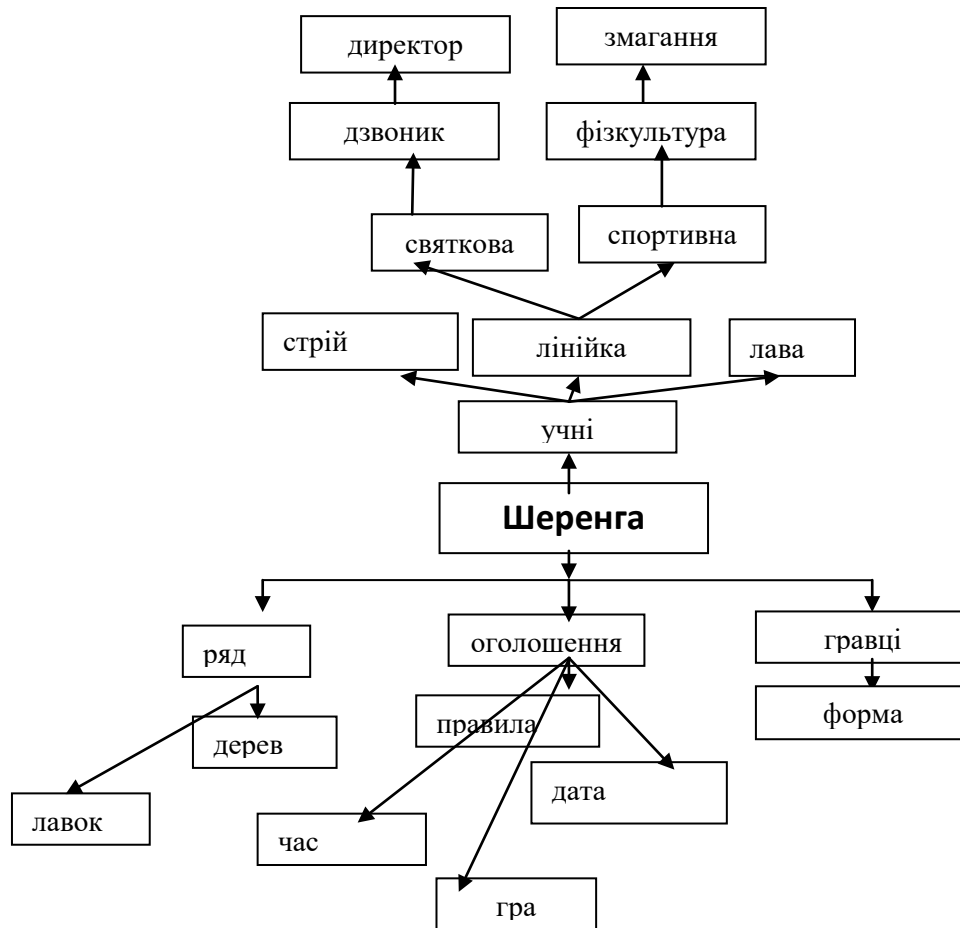 директор
змагання
дзвоник
фізкультура
святкова
спортивна
стрій
лінійка
лава
учні
Шеренга
ряд
оголошення
гравці
дерев
правила
форма
лавок
час
дата
гра